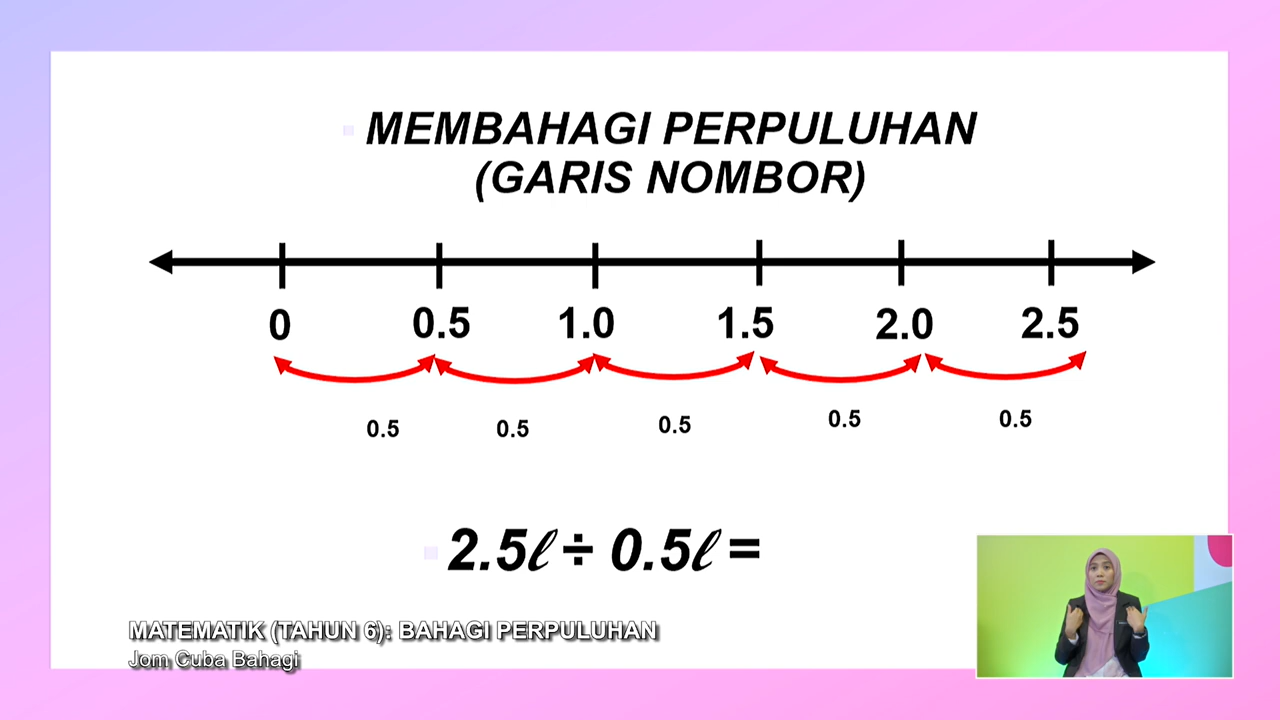 MEMBAHAGI PERPULUHAN
(GARIS NOMBOR)
0 0.5 1.0 1.5 2.0 2.5
0.5 0.5 0.5 0.5 0.5
2.5ℓ ÷ 0.5ℓ =
MATEMATIK (TAHUN 6): BAHAGI PERPULUHAN
Jom Cuba Bahagi